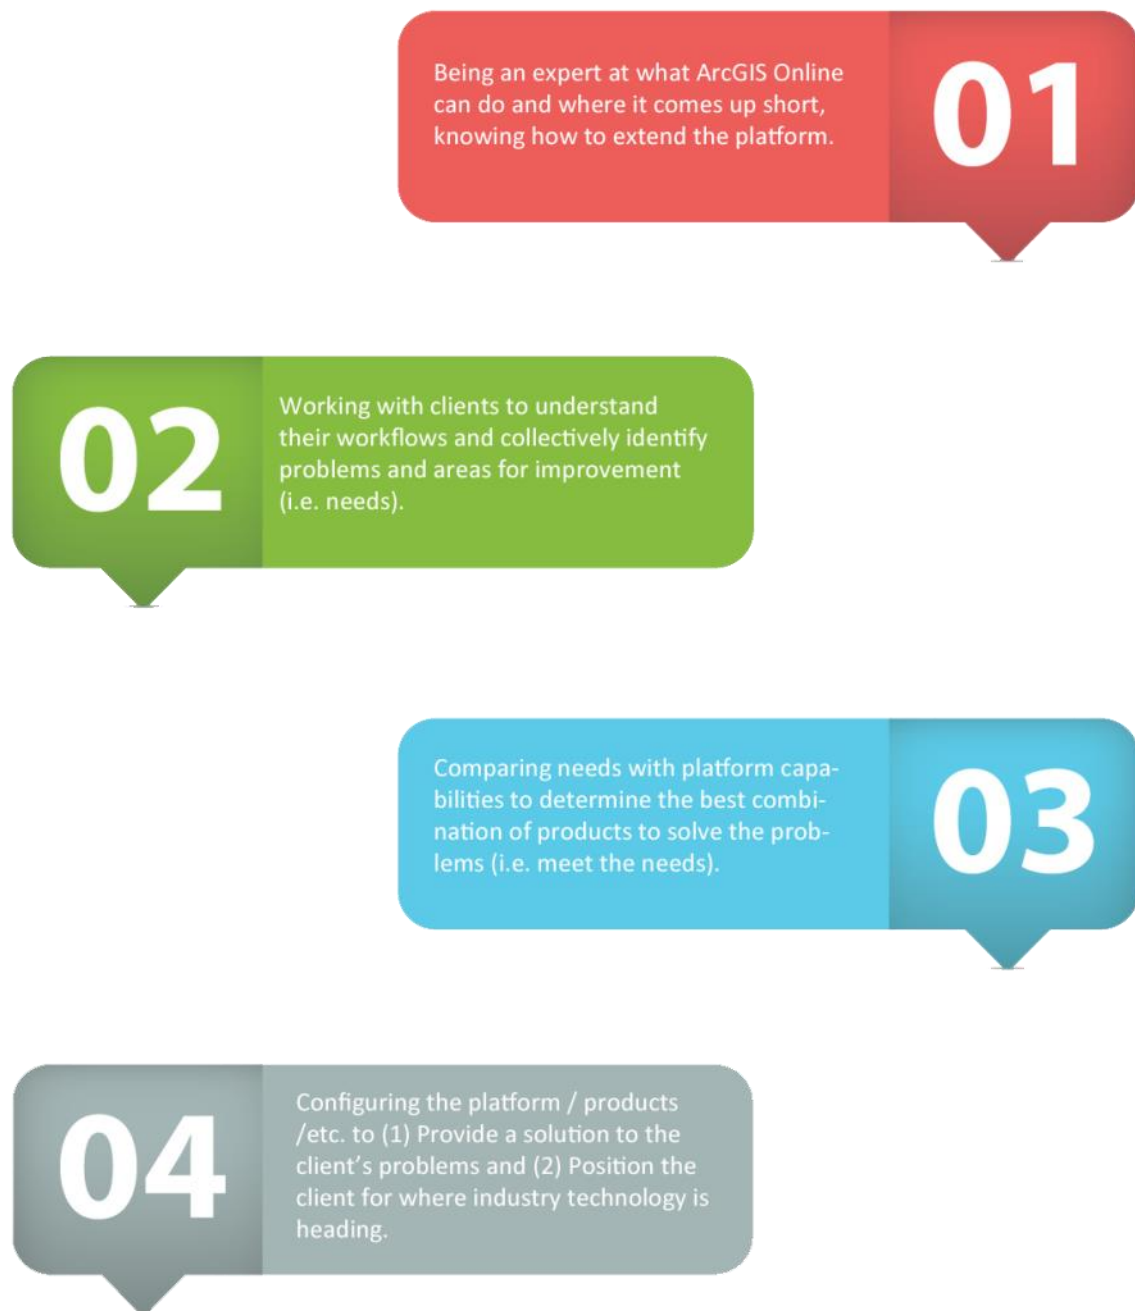 Being an expert at what ArcGIS Online
can do and where it comes up short,
knowing how to extend the platform.
01
02
Working with clients to understand
their workflows and collectively identify
problems and areas for improvement
(i.e. needs).
Comparing needs with platform capa-
bilities to determine the best combi-
nation of products to solve the prob-
lems (i.e. meet the needs).
03
04
Configuring the platform / products
/etc. to (1) Provide a solution to the
client’s problems and (2) Position the
client for where industry technology is
heading.